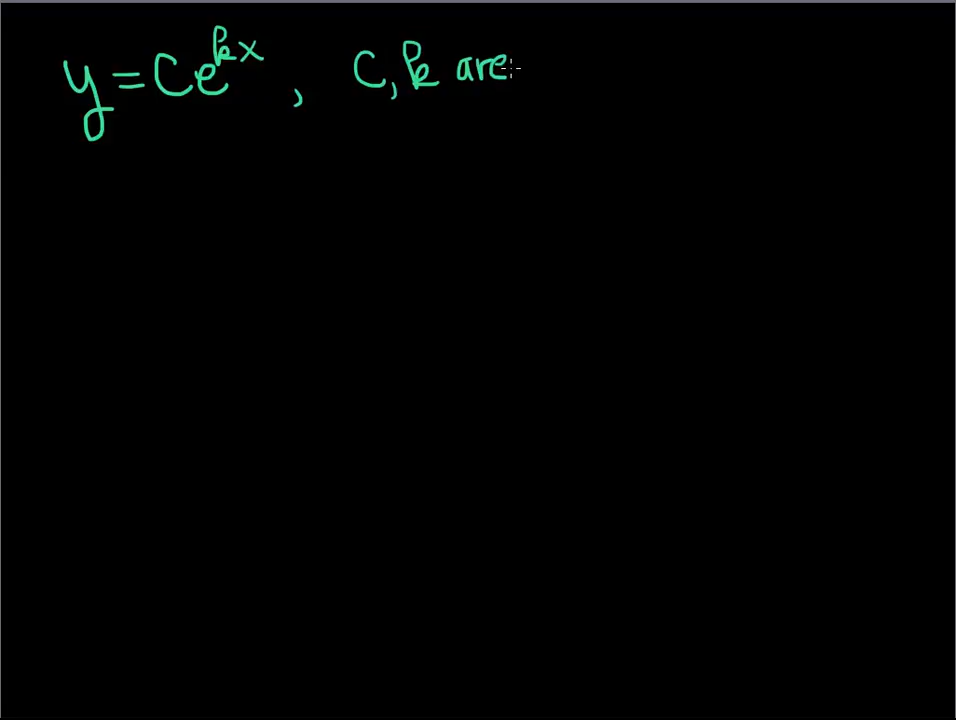 y = Ce^{kx}, C, k are